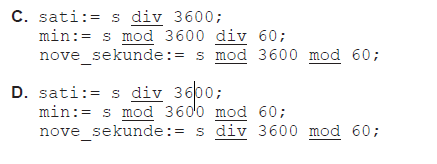 C. sati:= s div 3600;
min:= s mod 3600 div 60;
nove_sekunde:= s mod 3600 mod 60;
D. sati:= s div 3600;
min:= s mod 3600 mod 60;
nove_sekunde:= s div 3600 mod 60;